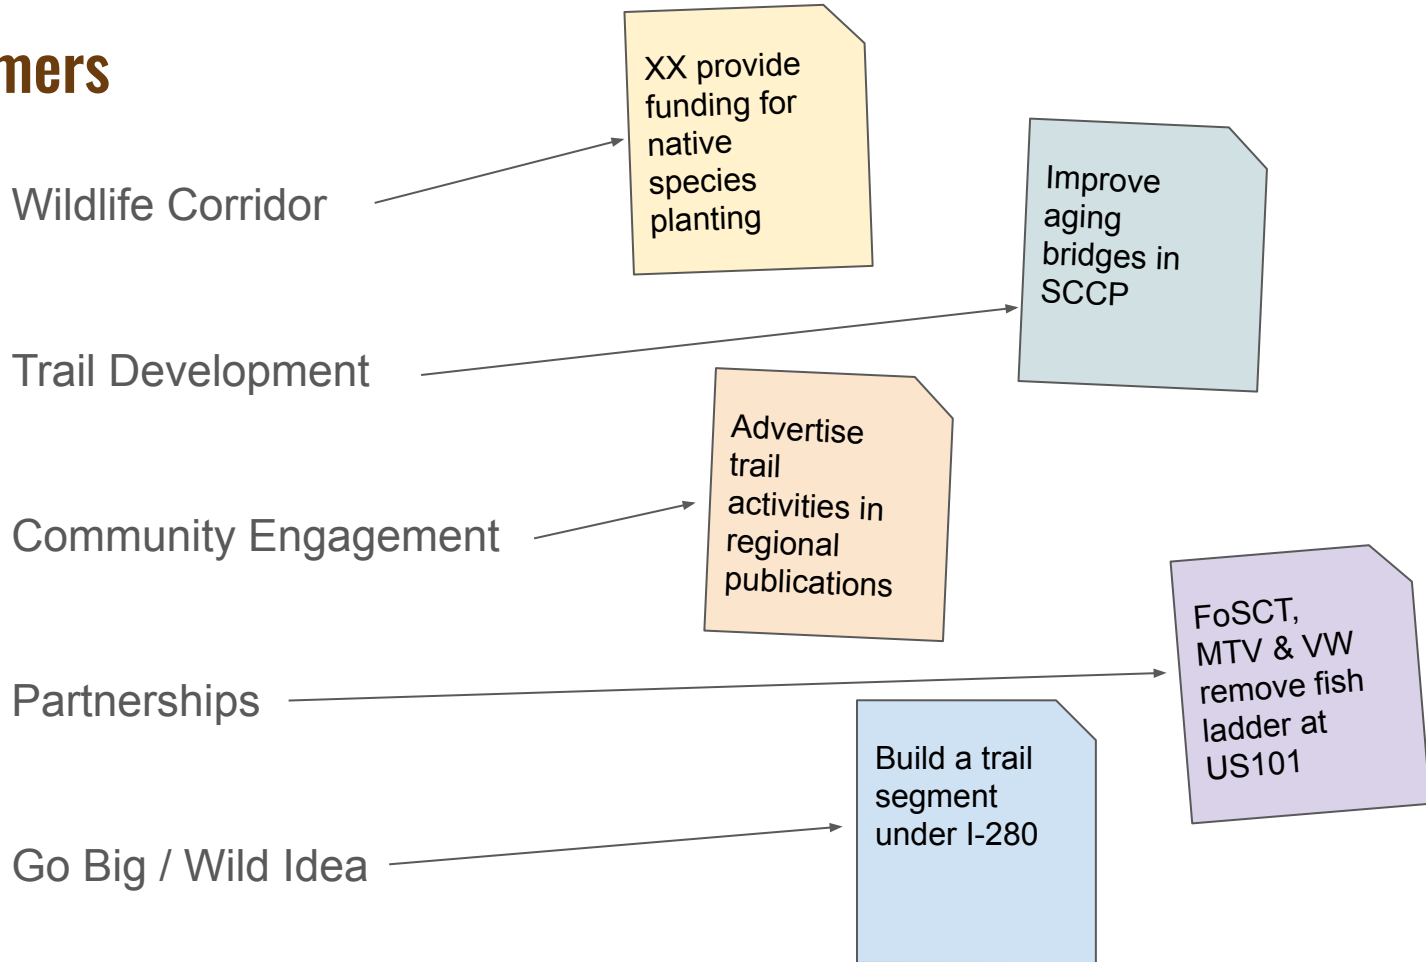 mers
Wildlife Corridor
XX provide
funding for
native
species
planting
Trail Development
Improve
aging
bridges in
SCCP
Community Engagement
Advertise
trail
activities in
regional
publications
Partnerships
FoSCT,
MTV & VW
remove fish
ladder at
US101
Go Big / Wild Idea
Build a trail
segment
under I-280